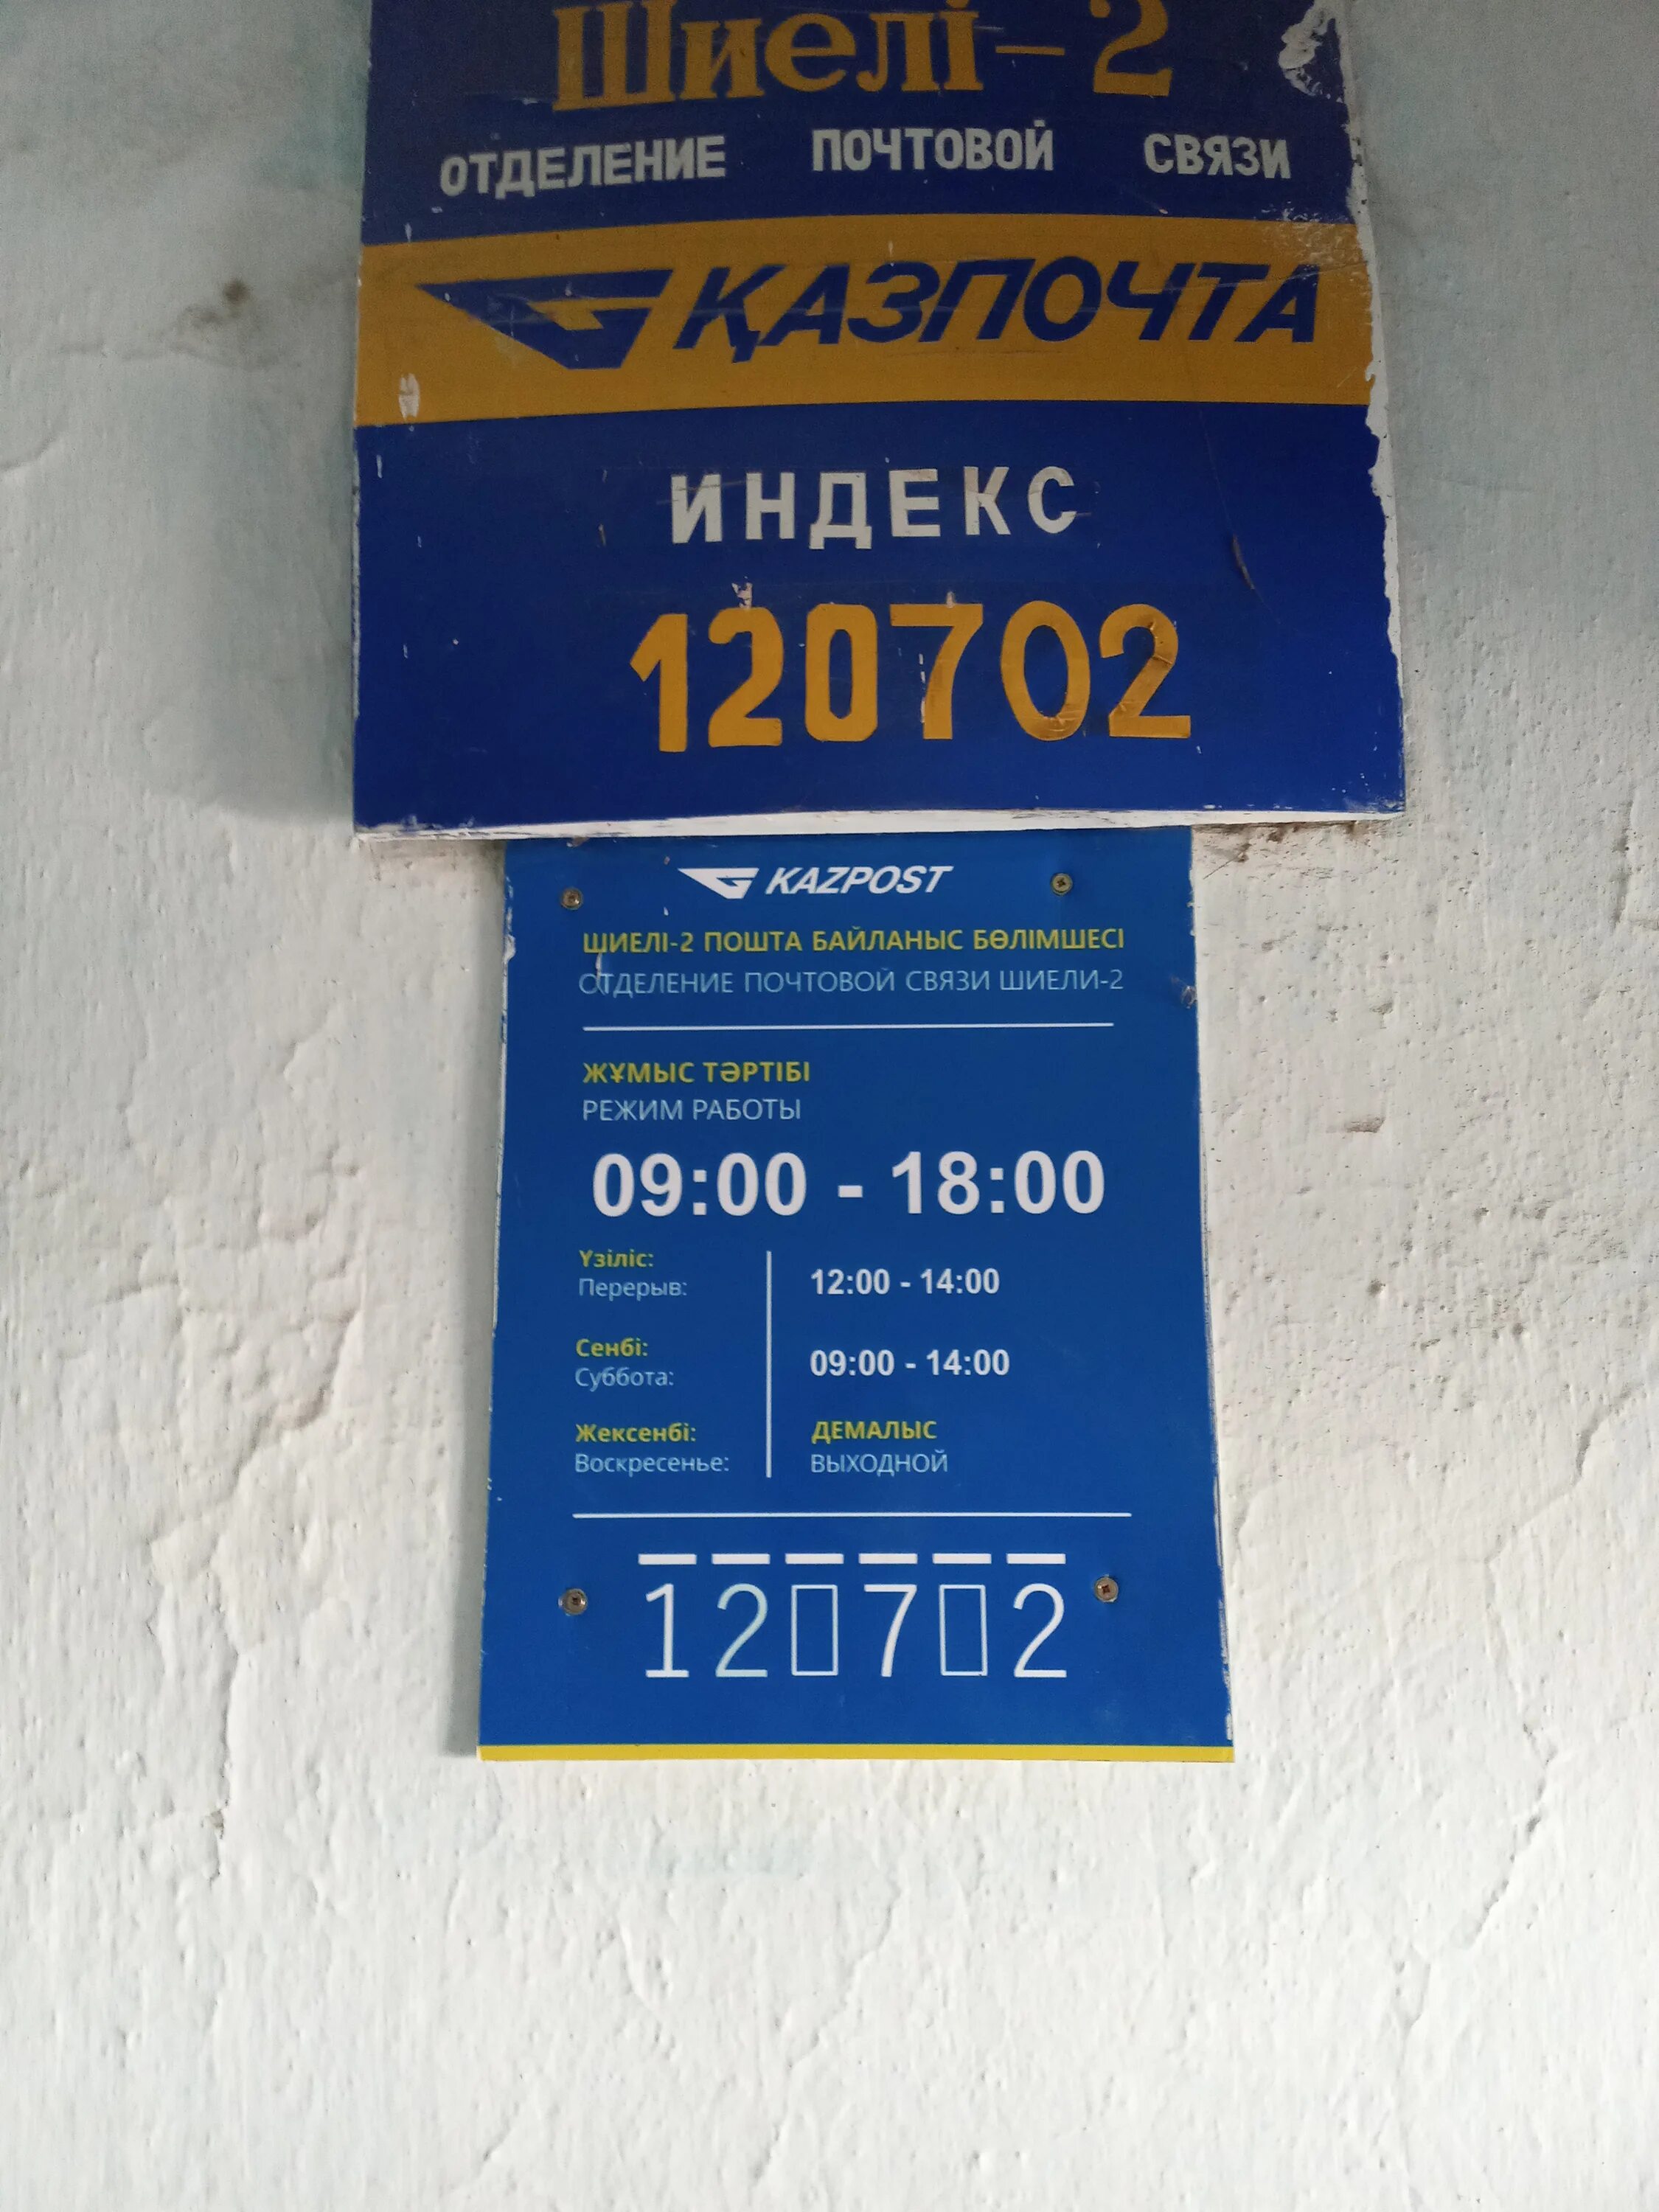 Шиелі-2
ОТДЕЛЕНИЕ ПОЧТОВОЙ СВЯЗИ
ҚАЗПОЧТА
ИНДЕКС
120702
KAZPOST
ШИЕЛІ-2 ПОШТА БАЙЛАНЫС БӨЛІМШЕСІ
ОТДЕЛЕНИЕ ПОЧТОВОЙ СВЯЗИ ШИЕЛИ-2
ЖҰМЫС ТӘРТІБІ
РЕЖИМ РАБОТЫ
09:00 - 18:00
Үзіліс:
Перерыв:
12:00 - 14:00
Сенбі:
Суббота:
09:00 - 14:00
Жексенбі:
Воскресенье:
ДЕМАЛЫС
ВЫХОДНОЙ
120702